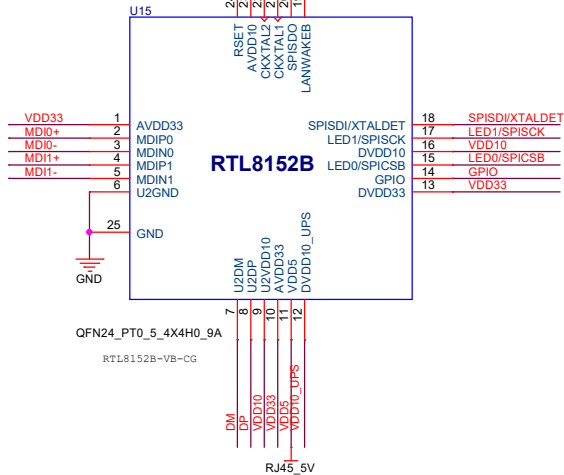 U15
RSET
AVDD10
CKXTAL2
CKXTAL1
SPISDO
LANWAKEB
VDD33 1 AVDD33
MDI0+ 2 MDIP0
MDI0- 3 MDIN0
MDI1+ 4 MDIP1
MDI1- 5 MDIN1
6 U2GND
25 GND
GND
RTL8152B
SPISDI/XTALDET 18 SPISDI/XTALDET
LED1/SPISCK 17 LED1/SPISCK
DVDD10 16 VDD10
LED0/SPICSB 15 LED0/SPICSB
GPIO 14 GPIO
DVDD33 13 VDD33
U2DM 7 DM
U2DP 8 DP
U2VDD10 9 VDD10
AVDD33 10 VDD33
VDD5 11 VDD5
DVDD10_UPS 12 VDD10_UPS
QFN24_PT0_5_4X4H0_9A
RTL8152B-VB-CG
RJ45_5V